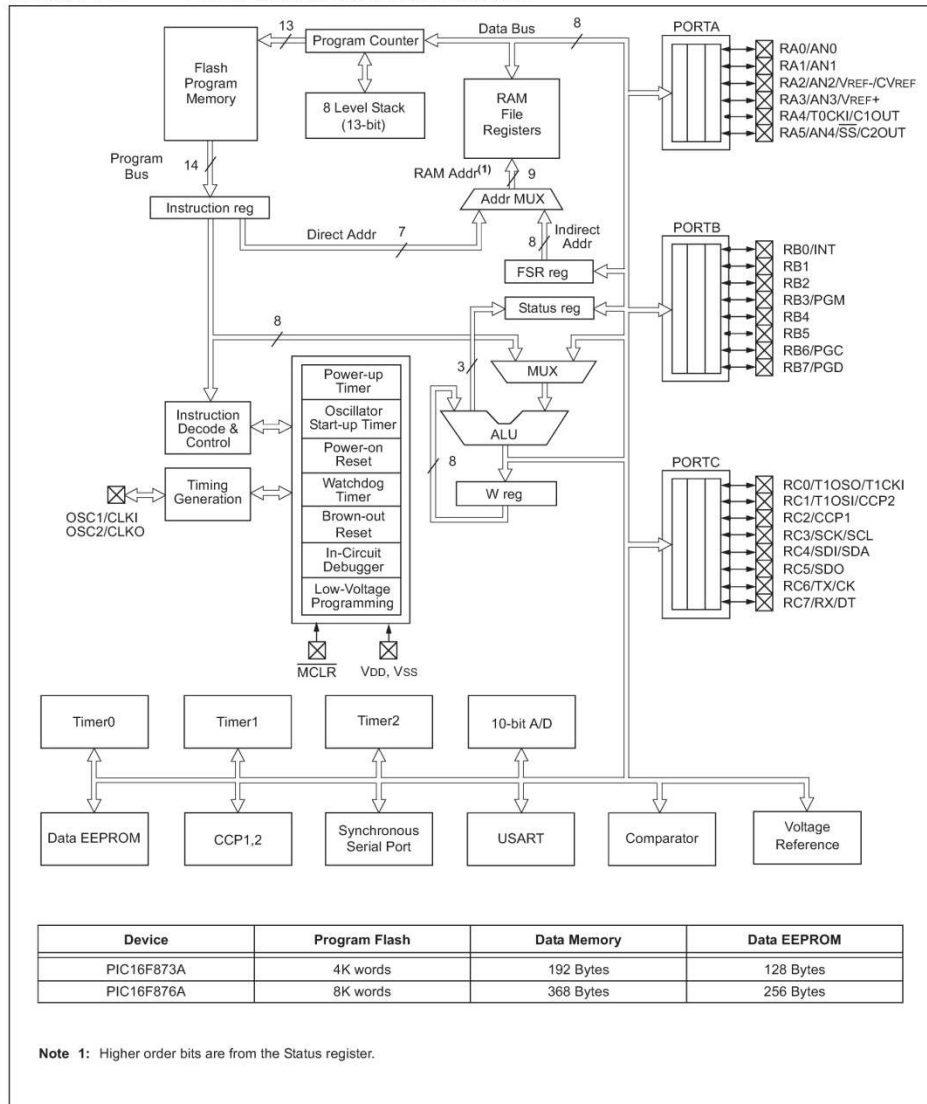 13
Program Counter
Data Bus
8
PORTA
Flash
Program
Memory
8 Level Stack
(13-bit)
RAM
File
Registers
RA0/AN0
RA1/AN1
RA2/AN2/VREF-/CVREF
RA3/AN3/VREF+
RA4/T0CKI/C1OUT
RA5/AN4/SS/C2OUT
Program
Bus
14
RAM Addr(1)
9
Addr MUX
Instruction reg
Direct Addr
7
8
Indirect
Addr
FSR reg
Status reg
PORTB
RB0/INT
RB1
RB2
RB3/PGM
RB4
RB5
RB6/PGC
RB7/PGD
8
3
MUX
ALU
8
W reg
Instruction
Decode &
Control
Timing
Generation
OSC1/CLKI
OSC2/CLKO
Power-up
Timer
Oscillator
Start-up Timer
Power-on
Reset
Watchdog
Timer
Brown-out
Reset
In-Circuit
Debugger
Low-Voltage
Programming
MCLR
VDD, VSS
PORTC
RC0/T1OSO/T1CKI
RC1/T1OSI/CCP2
RC2/CCP1
RC3/SCK/SCL
RC4/SDI/SDA
RC5/SDO
RC6/TX/CK
RC7/RX/DT
Timer0
Timer1
Timer2
10-bit A/D
Data EEPROM
CCP1,2
Synchronous
Serial Port
USART
Comparator
Voltage
Reference
Device Program Flash Data Memory Data EEPROM
PIC16F873A 4K words 192 Bytes 128 Bytes
PIC16F876A 8K words 368 Bytes 256 Bytes
Note 1: Higher order bits are from the Status register.